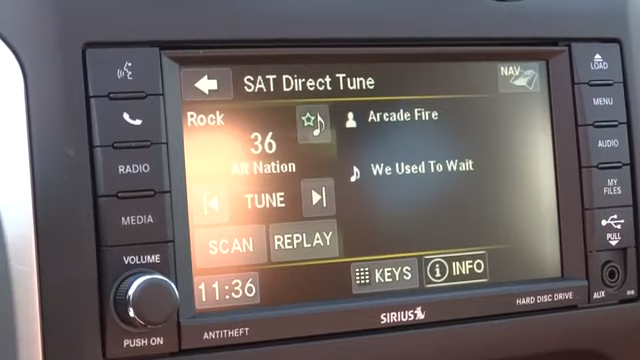 LOAD
SAT Direct Tune
NAV
MENU
Rock
Arcade Fire
36
Alt Nation
RADIO
AUDIO
We Used To Wait
MY
FILES
TUNE
MEDIA
SCAN
REPLAY
PULL
VOLUME
11:36
KEYS
INFO
AUX
HARD DISC DRIVE
SIRIUS
PUSH ON
ANTITHEFT